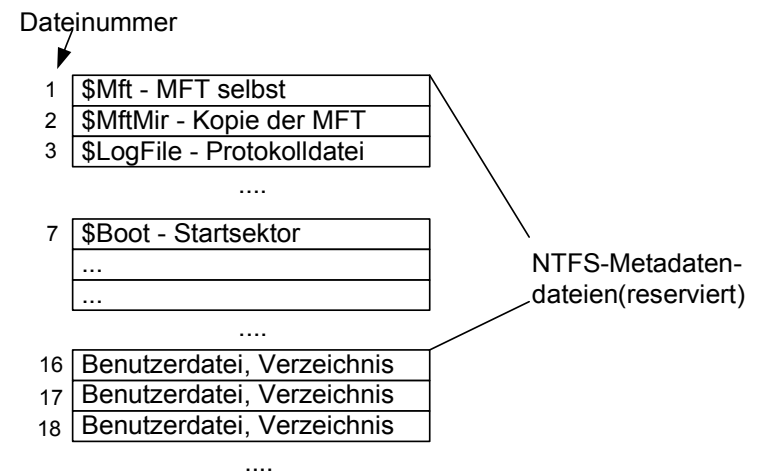 Dateinummer
1 $Mft - MFT selbst
2 $MftMir - Kopie der MFT
3 $LogFile - Protokolldatei
....
7 $Boot - Startsektor
...
...
NTFS-Metadaten-
dateien(reserviert)
....
16 Benutzerdatei, Verzeichnis
17 Benutzerdatei, Verzeichnis
18 Benutzerdatei, Verzeichnis
....